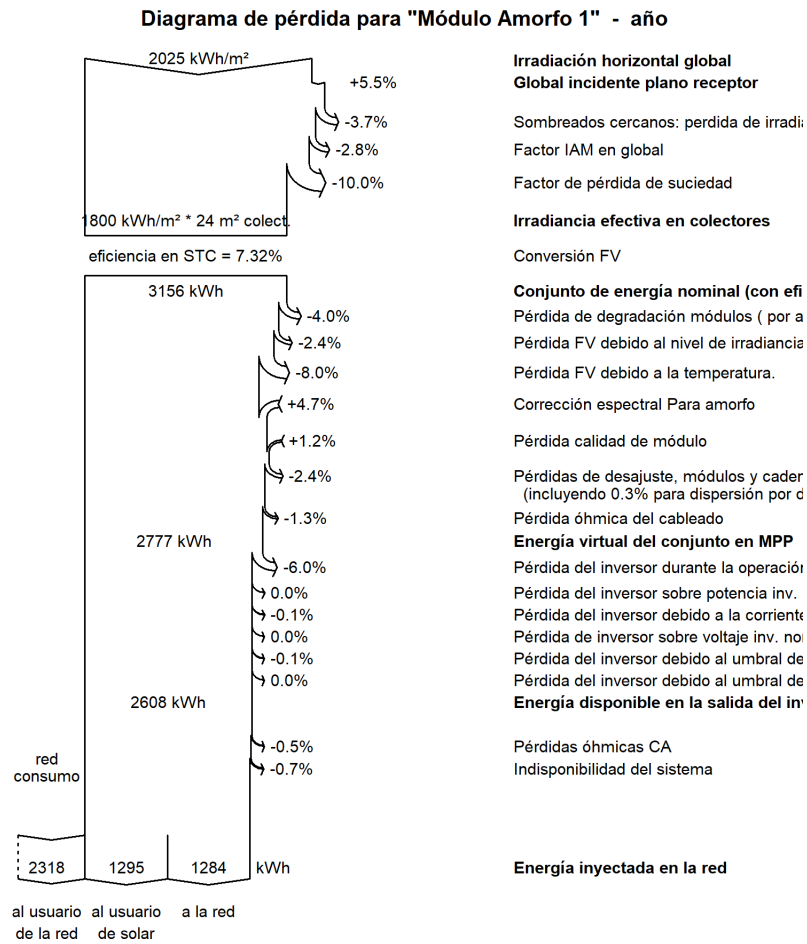 Diagrama de pérdida para "Módulo Amorfo 1" - año
2025 kWh/m² Irradiación horizontal global
+5.5% Global incidente plano receptor
-3.7% Sombreados cercanos: perdida de irradia
-2.8% Factor IAM en global
-10.0% Factor de pérdida de suciedad
1800 kWh/m² * 24 m² colect. Irradiancia efectiva en colectores
eficiencia en STC = 7.32% Conversión FV
3156 kWh Conjunto de energía nominal (con efi
-4.0% Pérdida de degradación módulos ( por a
-2.4% Pérdida FV debido al nivel de irradiancia
-8.0% Pérdida FV debido a la temperatura.
+4.7% Corrección espectral Para amorfo
+1.2% Pérdida calidad de módulo
-2.4% Pérdidas de desajuste, módulos y caden
(incluyendo 0.3% para dispersión por d
-1.3% Pérdida óhmica del cableado
2777 kWh Energía virtual del conjunto en MPP
-6.0% Pérdida del inversor durante la operación
0.0% Pérdida del inversor sobre potencia inv.
-0.1% Pérdida del inversor debido a la corriente
0.0% Pérdida de inversor sobre voltaje inv. nor
-0.1% Pérdida del inversor debido al umbral de
0.0% Pérdida del inversor debido al umbral de
2608 kWh Energía disponible en la salida del inv
-0.5% Pérdidas óhmicas CA
red
consumo
-0.7% Indisponibilidad del sistema
2318 1295 1284 kWh Energía inyectada en la red
al usuario al usuario a la red
de la red de solar